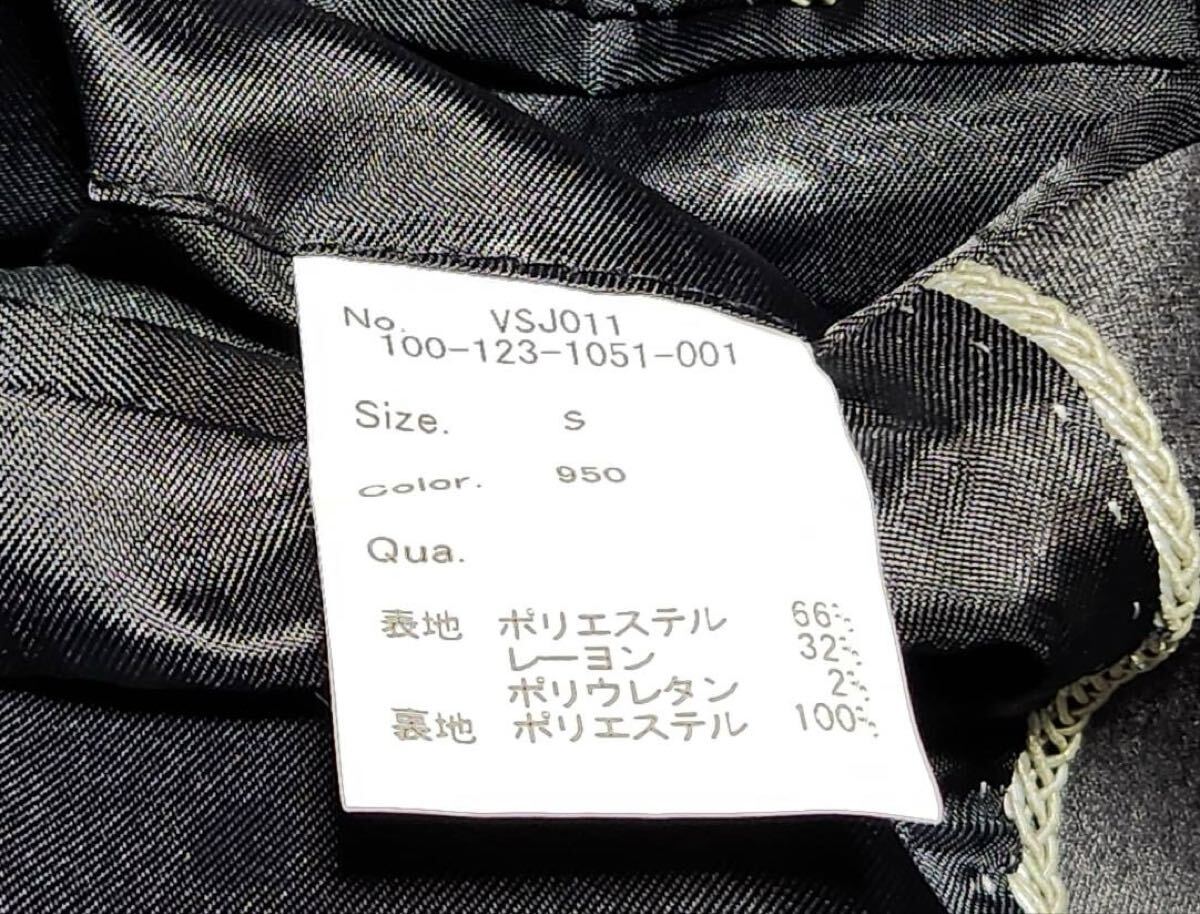 No. VSJ011
100-123-1051-001
Size. S
color. 950
Qua.
表地 ポリエステル 66%
レーヨン 32%
ポリウレタン 2%
裏地 ポリエステル 100%